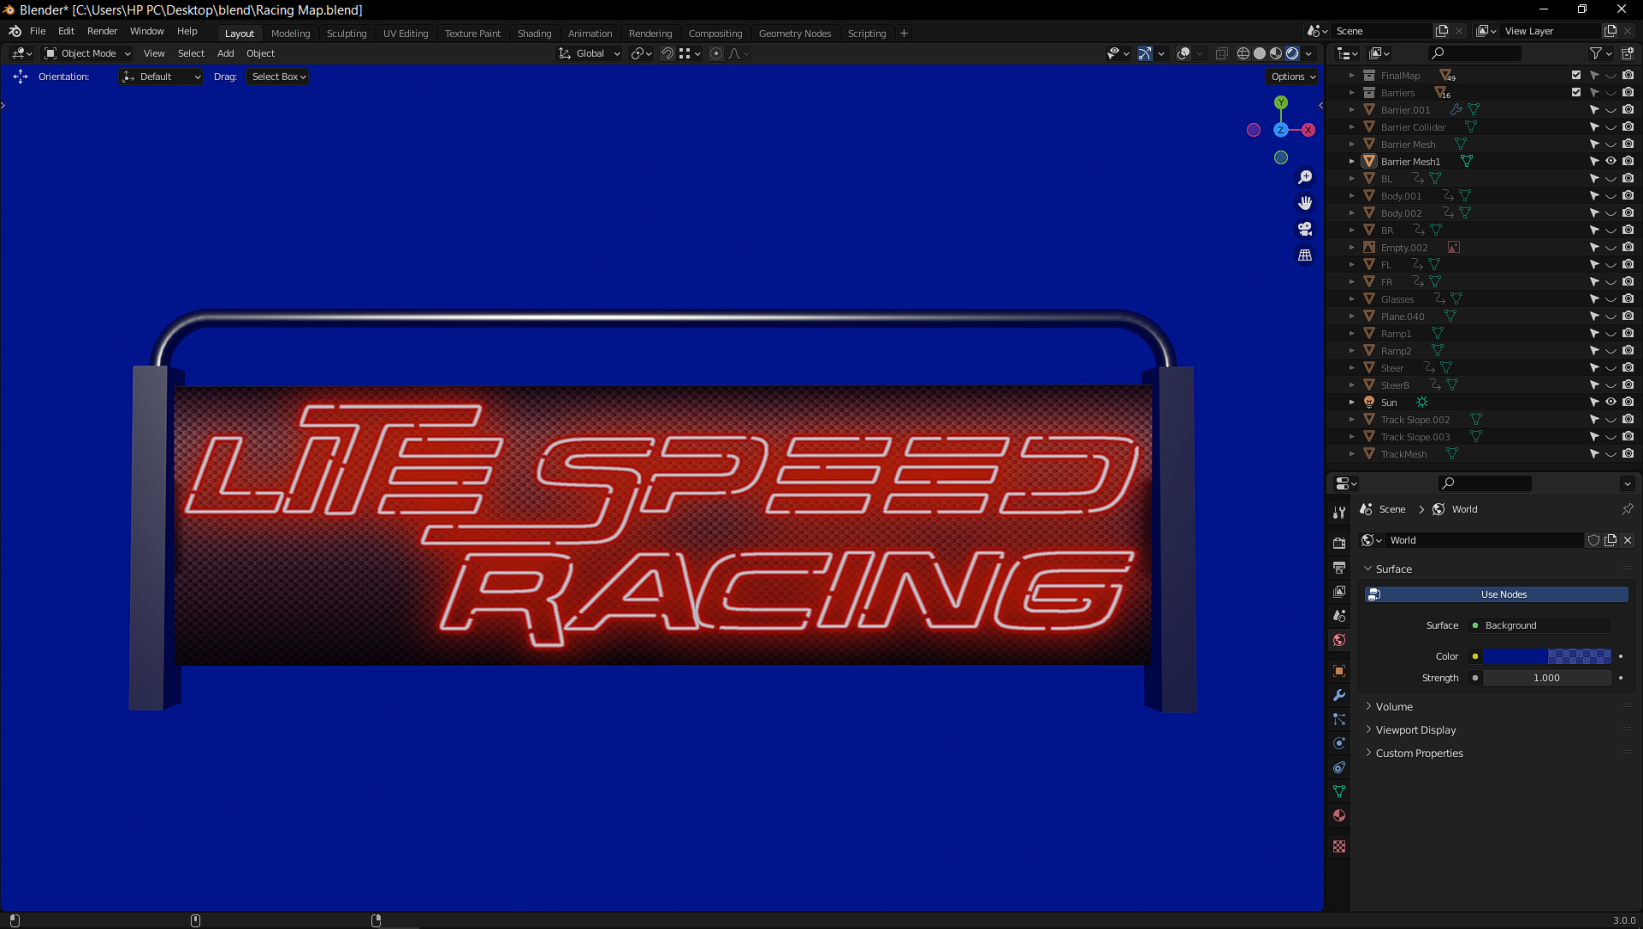 Blender* [C:\Users\HP PC\Desktop\blend\Racing Map.blend]
File Edit Render Window Help Layout Modeling Sculpting UV Editing Texture Paint Shading Animation Rendering Compositing Geometry Nodes Scripting + Scene View Layer
Object Mode View Select Add Object Global
Orientation: Default Drag: Select Box Options
Y
Z X
LITE SPEED
RACING
FinalMap 49
Barriers 16
Barrier.001
Barrier Collider
Barrier Mesh
Barrier Mesh1
BL
Body.001
Body.002
BR
Empty.002
FL
FR
Glasses
Plane.040
Ramp1
Ramp2
Steer
SteerB
Sun
Track Slope.002
Track Slope.003
TrackMesh
Scene > World
World
Surface
Use Nodes
Surface Background
Color
Strength 1.000
Volume
Viewport Display
Custom Properties
3.0.0